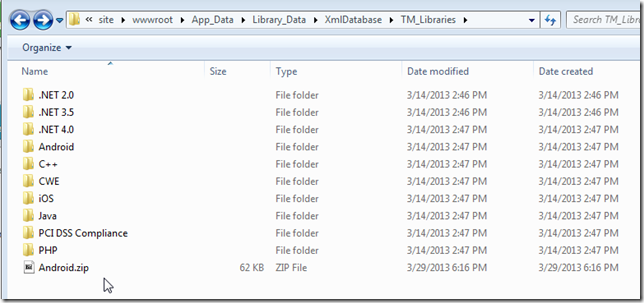 « site ▸ wwwroot ▸ App_Data ▸ Library_Data ▸ XmlDatabase ▸ TM_Libraries ▸ Search TM_Libr
Organize ▾
Name Size Type Date modified Date created
.NET 2.0 File folder 3/14/2013 2:46 PM 3/14/2013 2:46 PM
.NET 3.5 File folder 3/14/2013 2:46 PM 3/14/2013 2:46 PM
.NET 4.0 File folder 3/14/2013 2:47 PM 3/14/2013 2:47 PM
Android File folder 3/14/2013 2:47 PM 3/14/2013 2:47 PM
C++ File folder 3/14/2013 2:47 PM 3/14/2013 2:47 PM
CWE File folder 3/14/2013 2:47 PM 3/14/2013 2:47 PM
iOS File folder 3/14/2013 2:47 PM 3/14/2013 2:47 PM
Java File folder 3/14/2013 2:47 PM 3/14/2013 2:47 PM
PCI DSS Compliance File folder 3/14/2013 2:47 PM 3/14/2013 2:47 PM
PHP File folder 3/14/2013 2:47 PM 3/14/2013 2:47 PM
Android.zip 62 KB ZIP File 3/29/2013 6:16 PM 3/29/2013 6:16 PM